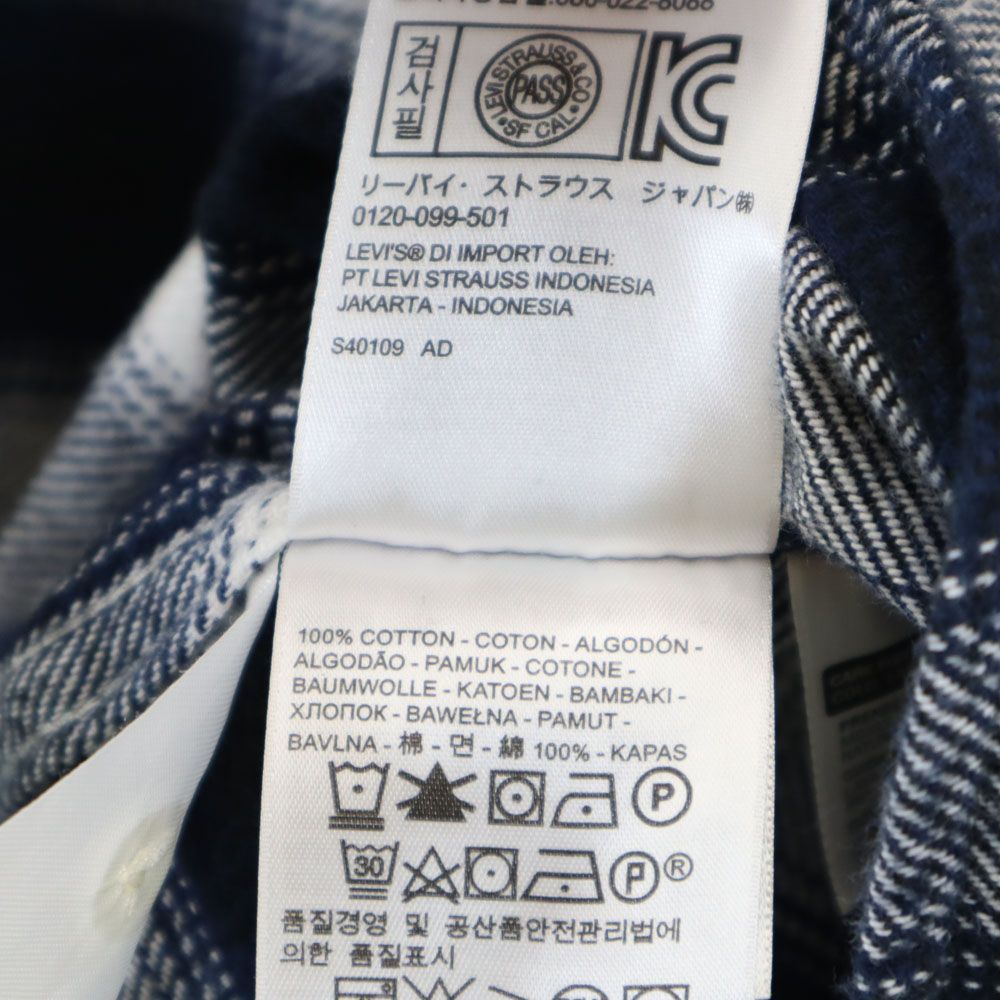 검사필
LEVI STRAUSS & CO
PASS
SF CAL
リーバイ・ストラウス ジャパン㈱
0120-099-501
LEVI'S® DI IMPORT OLEH:
PT LEVI STRAUSS INDONESIA
JAKARTA - INDONESIA
S40109 AD
100% COTTON - COTON - ALGODÓN -
ALGODÃO - PAMUK - COTONE -
BAUMWOLLE - KATOEN - BAMBAKI -
ХЛОПОК - BAWEŁNA - PAMUT -
BAVLNA - 棉 - 면 - 綿 100% - KAPAS
P
30 P ®
품질경영 및 공산품안전관리법에
의한 품질표시